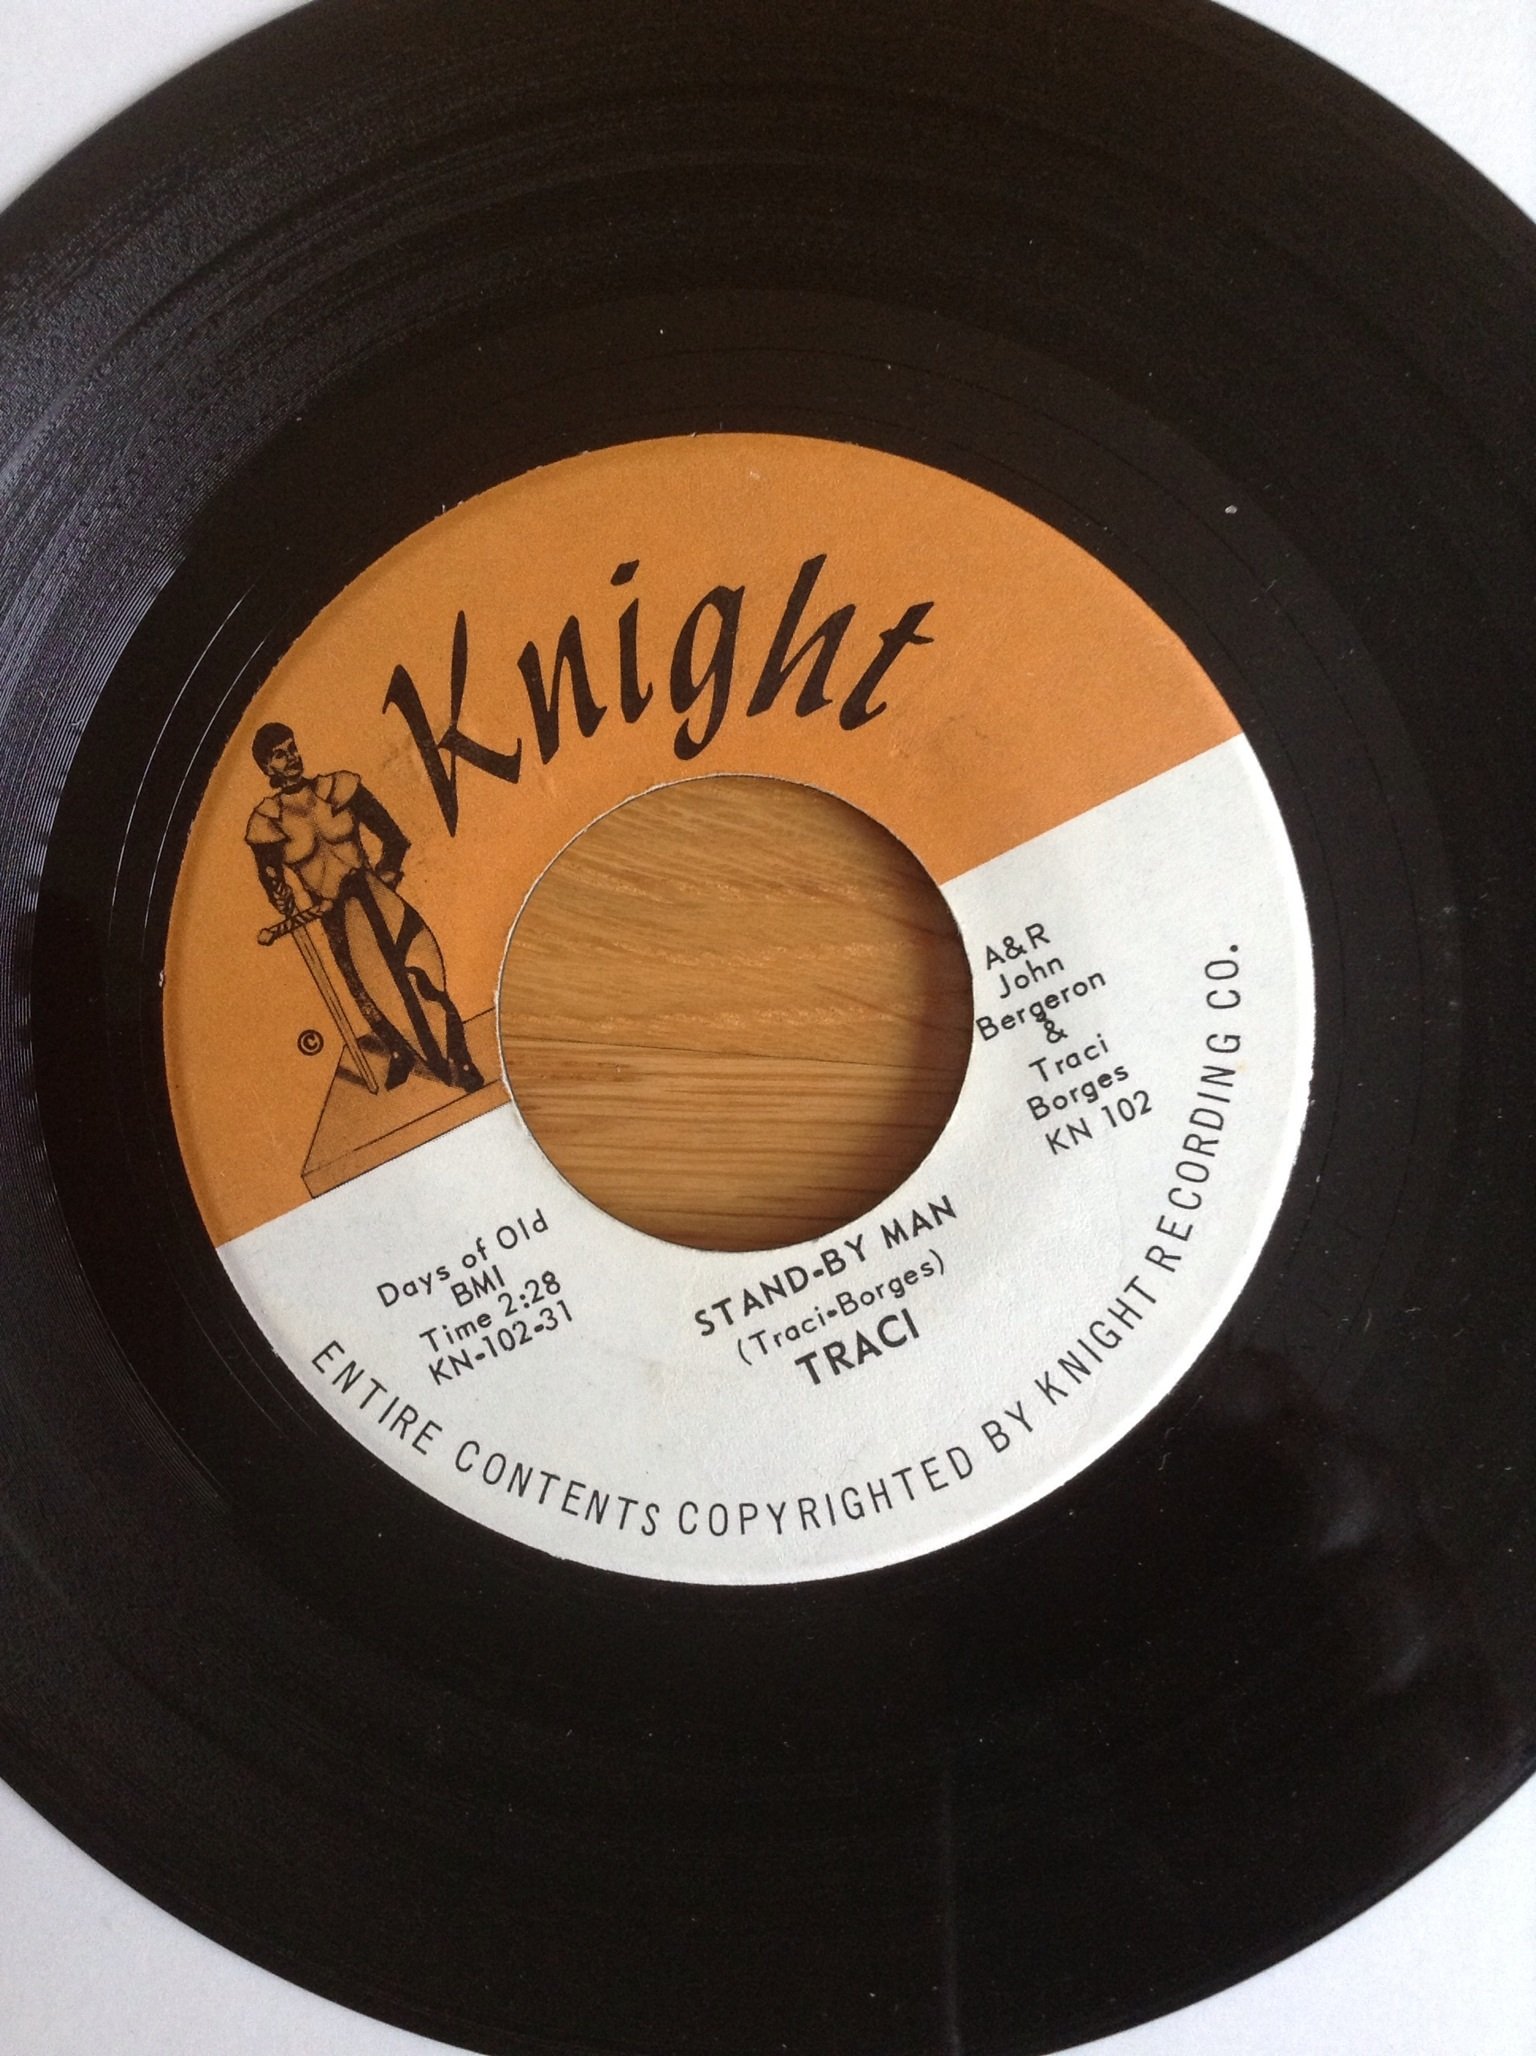 Knight
©
A&R
John
Bergeron
&
Traci
Borges
KN 102
Days of Old
BMI
Time 2:28
KN-102-31
STAND-BY MAN
(Traci-Borges)
TRACI
ENTIRE CONTENTS COPYRIGHTED BY KNIGHT RECORDING CO.